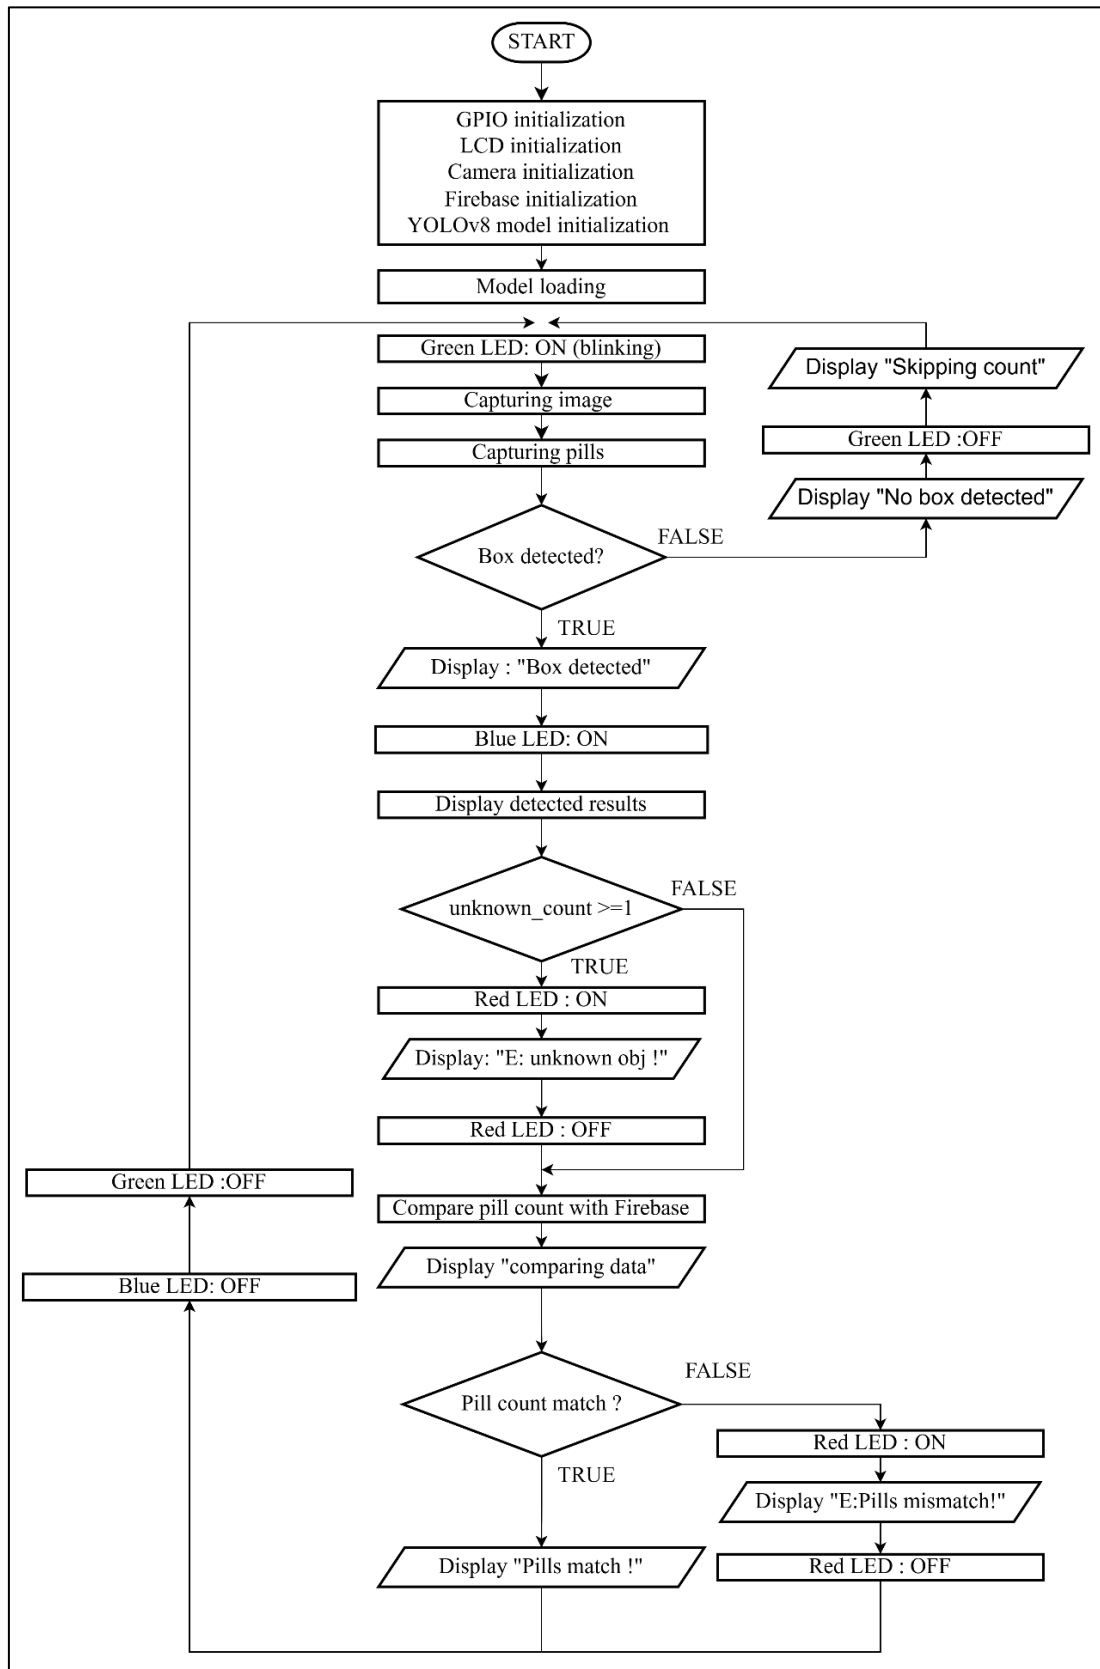 START
GPIO initialization
LCD initialization
Camera initialization
Firebase initialization
YOLOv8 model initialization
Model loading
Green LED: ON (blinking)
Capturing image
Capturing pills
Box detected?
FALSE
Display "No box detected"
Green LED :OFF
Display "Skipping count"
TRUE
Display : "Box detected"
Blue LED: ON
Display detected results
unknown_count >=1
FALSE
TRUE
Red LED : ON
Display: "E: unknown obj !"
Red LED : OFF
Compare pill count with Firebase
Display "comparing data"
Pill count match ?
FALSE
Red LED : ON
Display "E:Pills mismatch!"
Red LED : OFF
TRUE
Display "Pills match !"
Blue LED: OFF
Green LED :OFF